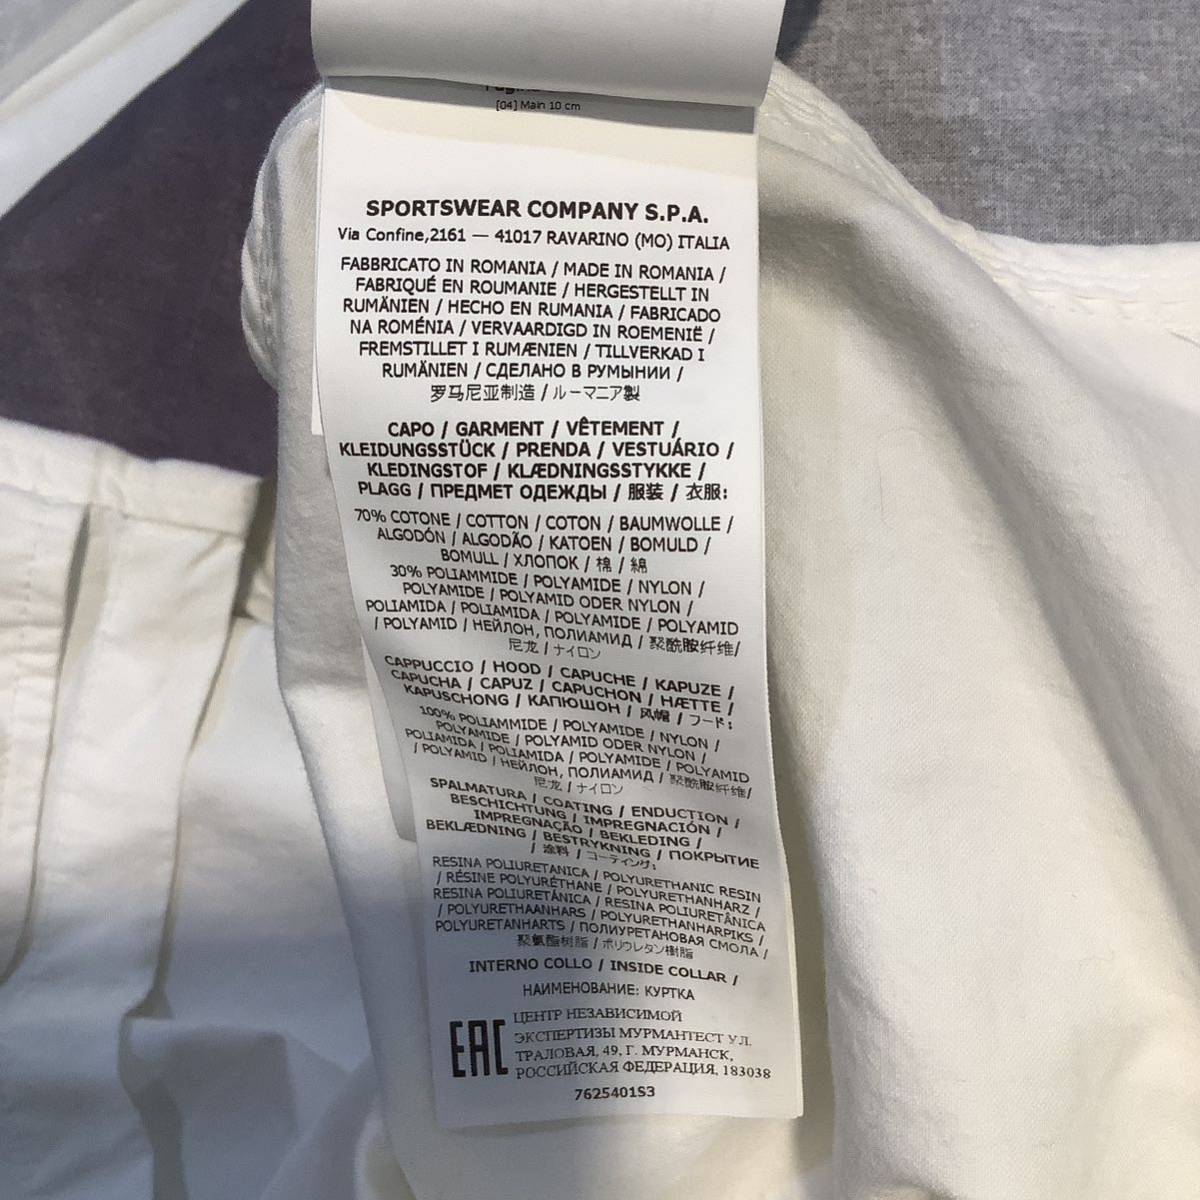 [04] Main 10 cm
SPORTSWEAR COMPANY S.P.A.
Via Confine,2161 — 41017 RAVARINO (MO) ITALIA
FABBRICATO IN ROMANIA / MADE IN ROMANIA /
FABRIQUÉ EN ROUMANIE / HERGESTELLT IN
RUMÄNIEN / HECHO EN RUMANIA / FABRICADO
NA ROMÉNIA / VERVAARDIGD IN ROEMENIË /
FREMSTILLET I RUMÆNIEN / TILLVERKAD I
RUMÄNIEN / СДЕЛАНО В РУМЫНИИ /
罗马尼亚制造 / ルーマニア製
CAPO / GARMENT / VÊTEMENT /
KLEIDUNGSSTÜCK / PRENDA / VESTUÁRIO /
KLEDINGSTOF / KLÆDNINGSSTYKKE /
PLAGG / ПРЕДМЕТ ОДЕЖДЫ / 服装 / 衣服:
70% COTONE / COTTON / COTON / BAUMWOLLE /
ALGODÓN / ALGODÃO / KATOEN / BOMULD /
BOMULL / ХЛОПОК / 棉 / 綿
30% POLIAMMIDE / POLYAMIDE / NYLON /
POLYAMIDE / POLYAMID ODER NYLON /
POLIAMIDA / POLIAMIDA / POLYAMIDE / POLYAMID
/ POLYAMID / НЕЙЛОН, ПОЛИАМИД / 聚酰胺纤维/
尼龙 / ナイロン
CAPPUCCIO / HOOD / CAPUCHE / KAPUZE /
CAPUCHA / CAPUZ / CAPUCHON / HÆTTE /
KAPUSCHONG / КАПЮШОН / 风帽 / フード:
100% POLIAMMIDE / POLYAMIDE / NYLON /
POLYAMIDE / POLYAMID ODER NYLON /
POLIAMIDA / POLIAMIDA / POLYAMIDE / POLYAMID
/ POLYAMID / НЕЙЛОН, ПОЛИАМИД / 聚酰胺纤维/
尼龙 / ナイロン
SPALMATURA / COATING / ENDUCTION /
BESCHICHTUNG / IMPREGNACIÓN /
IMPREGNAÇÃO / BEKLEDING /
BEKLÆDNING / BESTRYKNING / ПОКРЫТИЕ
/ 涂料 / コーティング:
RESINA POLIURETANICA / POLYURETHANIC RESIN
/ RÉSINE POLYURÉTHANE / POLYURETHANHARZ /
RESINA POLIURETÂNICA / RESINA POLIURETÂNICA
/ POLYURETHAANHARS / POLYURETHANHARPIKS /
POLYURETANHARTS / ПОЛИУРЕТАНОВАЯ СМОЛА /
聚氨酯树脂 / ポリウレタン樹脂
INTERNO COLLO / INSIDE COLLAR /
НАИМЕНОВАНИЕ: КУРТКА
EAC ЦЕНТР НЕЗАВИСИМОЙ
ЭКСПЕРТИЗЫ МУРМАНТЕСТ УЛ.
ТРАЛОВАЯ, 49, Г. МУРМАНСК,
РОССИЙСКАЯ ФЕДЕРАЦИЯ, 183038
7625401S3